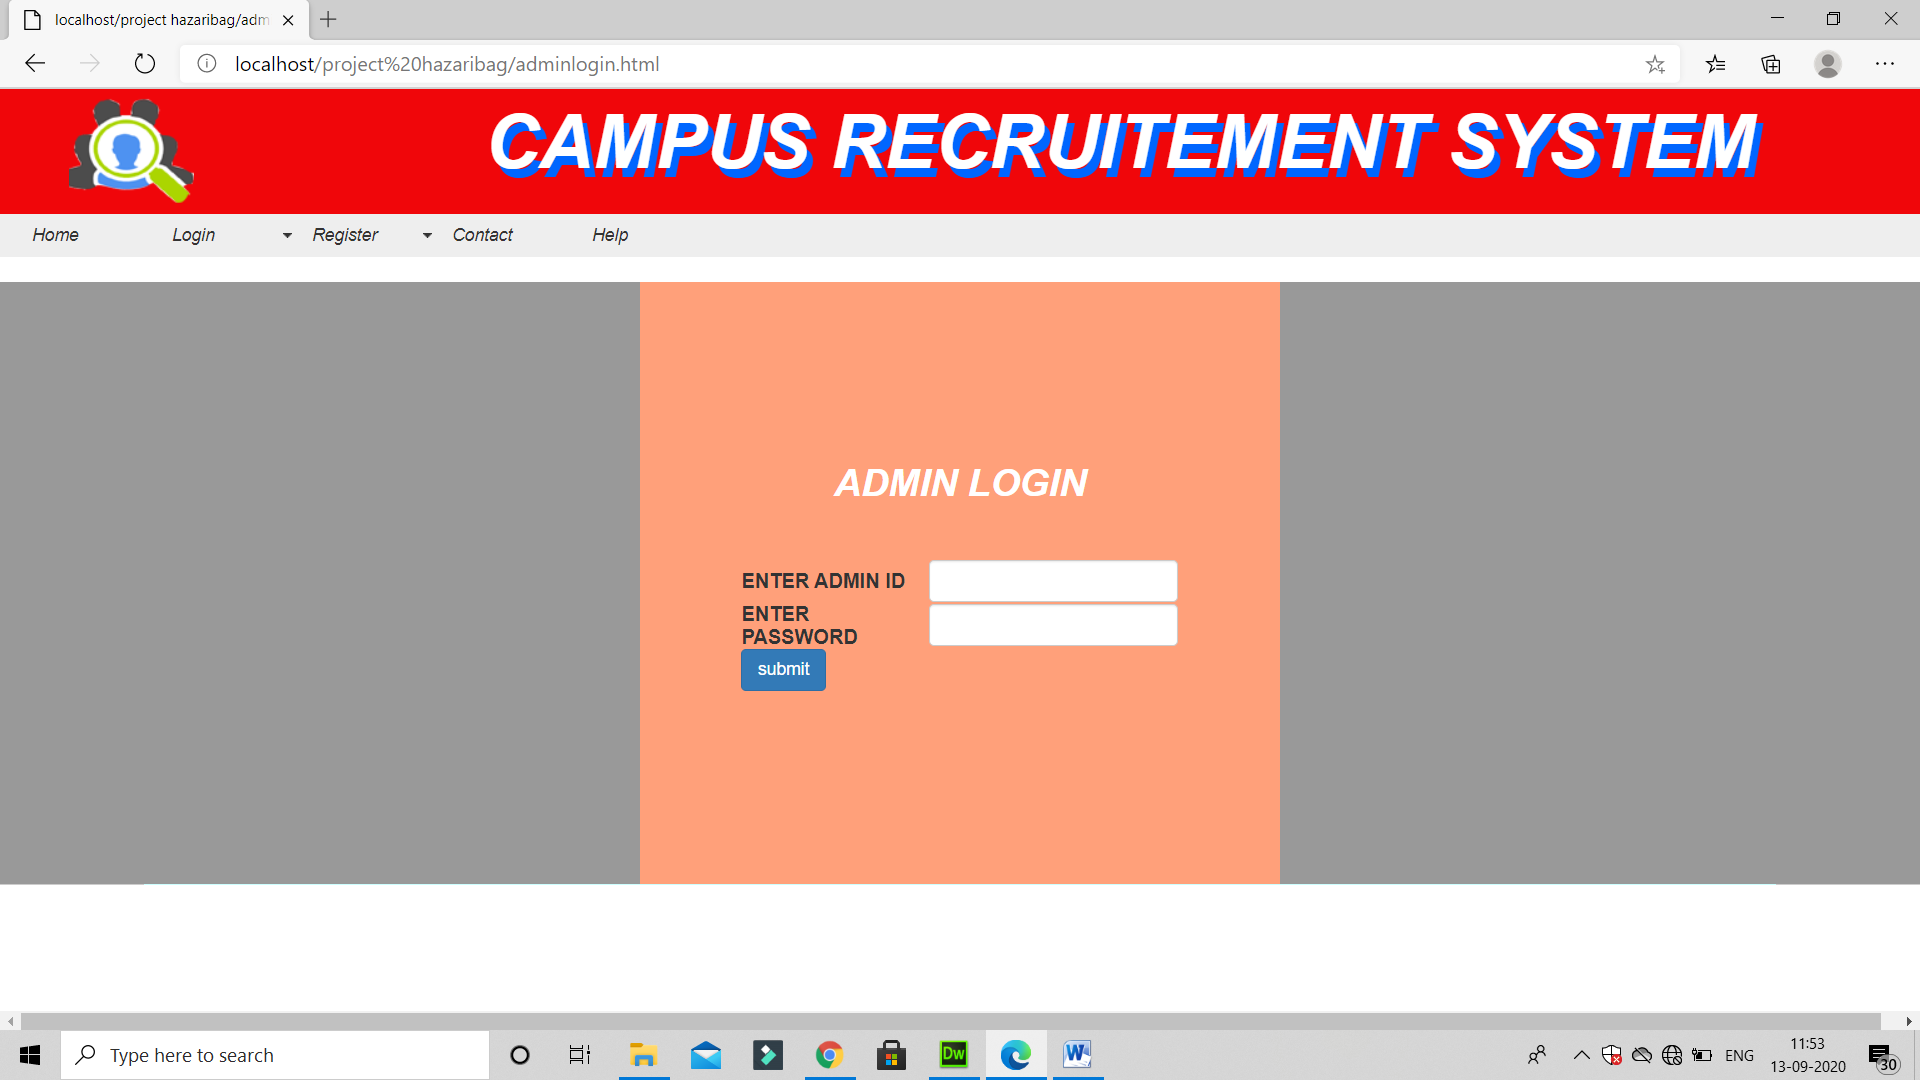 localhost/project hazaribag/adm
localhost/project%20hazaribag/adminlogin.html
CAMPUS RECRUITEMENT SYSTEM
Home Login Register Contact Help
ADMIN LOGIN
ENTER ADMIN ID
ENTER
PASSWORD
submit
Type here to search
Dw
W
ENG
11:53
13-09-2020
30